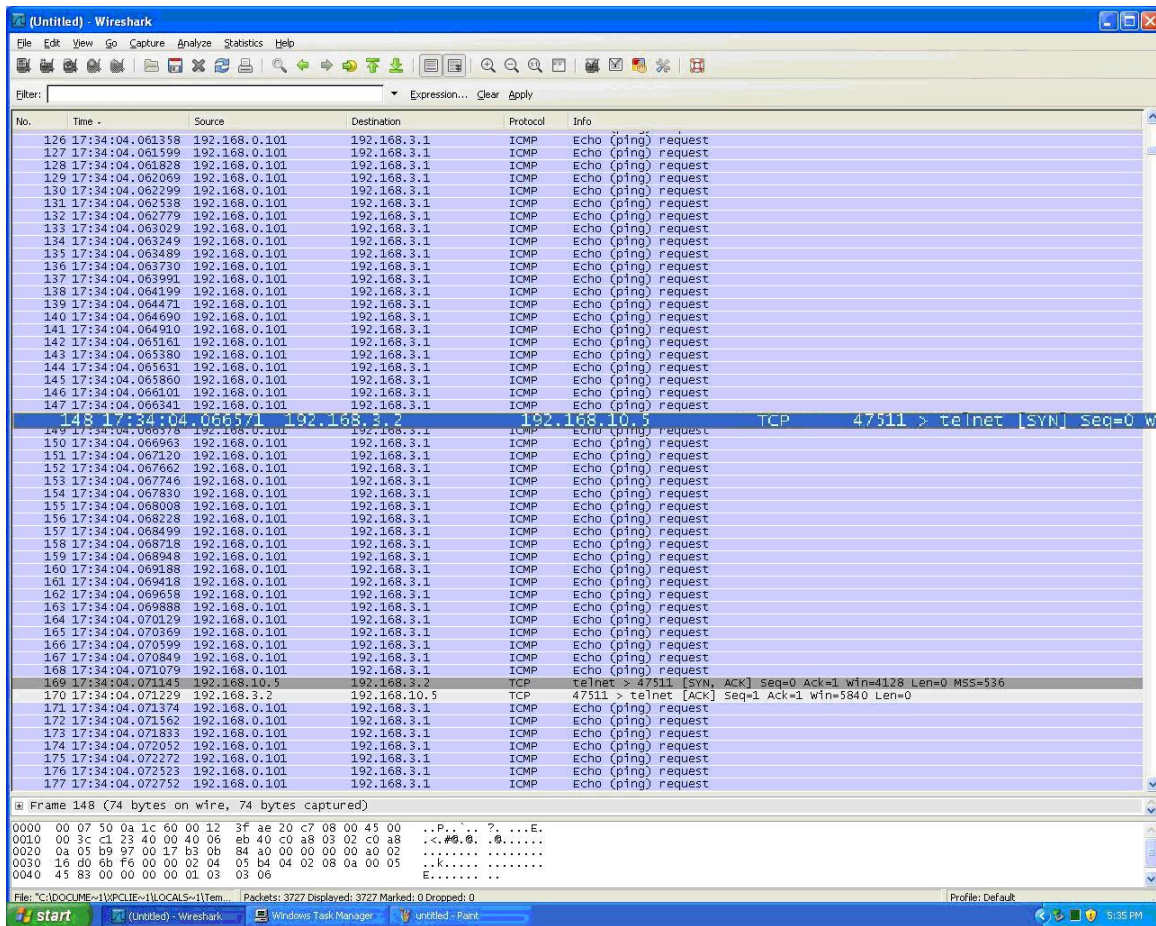 (Untitled) - Wireshark
File Edit View Go Capture Analyze Statistics Help
Filter: Expression... Clear Apply
No. Time Source Destination Protocol Info
126 17:34:04.061358 192.168.0.101 192.168.3.1 ICMP Echo (ping) request
127 17:34:04.061599 192.168.0.101 192.168.3.1 ICMP Echo (ping) request
128 17:34:04.061828 192.168.0.101 192.168.3.1 ICMP Echo (ping) request
129 17:34:04.062069 192.168.0.101 192.168.3.1 ICMP Echo (ping) request
130 17:34:04.062299 192.168.0.101 192.168.3.1 ICMP Echo (ping) request
131 17:34:04.062538 192.168.0.101 192.168.3.1 ICMP Echo (ping) request
132 17:34:04.062779 192.168.0.101 192.168.3.1 ICMP Echo (ping) request
133 17:34:04.063029 192.168.0.101 192.168.3.1 ICMP Echo (ping) request
134 17:34:04.063249 192.168.0.101 192.168.3.1 ICMP Echo (ping) request
135 17:34:04.063489 192.168.0.101 192.168.3.1 ICMP Echo (ping) request
136 17:34:04.063730 192.168.0.101 192.168.3.1 ICMP Echo (ping) request
137 17:34:04.063991 192.168.0.101 192.168.3.1 ICMP Echo (ping) request
138 17:34:04.064199 192.168.0.101 192.168.3.1 ICMP Echo (ping) request
139 17:34:04.064471 192.168.0.101 192.168.3.1 ICMP Echo (ping) request
140 17:34:04.064690 192.168.0.101 192.168.3.1 ICMP Echo (ping) request
141 17:34:04.064910 192.168.0.101 192.168.3.1 ICMP Echo (ping) request
142 17:34:04.065161 192.168.0.101 192.168.3.1 ICMP Echo (ping) request
143 17:34:04.065380 192.168.0.101 192.168.3.1 ICMP Echo (ping) request
144 17:34:04.065631 192.168.0.101 192.168.3.1 ICMP Echo (ping) request
145 17:34:04.065860 192.168.0.101 192.168.3.1 ICMP Echo (ping) request
146 17:34:04.066101 192.168.0.101 192.168.3.1 ICMP Echo (ping) request
147 17:34:04.066341 192.168.0.101 192.168.3.1 ICMP Echo (ping) request
148 17:34:04.066571 192.168.3.2 192.168.10.5 TCP 47511 > telnet [SYN] Seq=0 W
149 17:34:04.066578 192.168.0.101 192.168.3.1 ICMP Echo (ping) request
150 17:34:04.066963 192.168.0.101 192.168.3.1 ICMP Echo (ping) request
151 17:34:04.067120 192.168.0.101 192.168.3.1 ICMP Echo (ping) request
152 17:34:04.067662 192.168.0.101 192.168.3.1 ICMP Echo (ping) request
153 17:34:04.067746 192.168.0.101 192.168.3.1 ICMP Echo (ping) request
154 17:34:04.067830 192.168.0.101 192.168.3.1 ICMP Echo (ping) request
155 17:34:04.068008 192.168.0.101 192.168.3.1 ICMP Echo (ping) request
156 17:34:04.068228 192.168.0.101 192.168.3.1 ICMP Echo (ping) request
157 17:34:04.068499 192.168.0.101 192.168.3.1 ICMP Echo (ping) request
158 17:34:04.068718 192.168.0.101 192.168.3.1 ICMP Echo (ping) request
159 17:34:04.068948 192.168.0.101 192.168.3.1 ICMP Echo (ping) request
160 17:34:04.069188 192.168.0.101 192.168.3.1 ICMP Echo (ping) request
161 17:34:04.069418 192.168.0.101 192.168.3.1 ICMP Echo (ping) request
162 17:34:04.069658 192.168.0.101 192.168.3.1 ICMP Echo (ping) request
163 17:34:04.069888 192.168.0.101 192.168.3.1 ICMP Echo (ping) request
164 17:34:04.070129 192.168.0.101 192.168.3.1 ICMP Echo (ping) request
165 17:34:04.070369 192.168.0.101 192.168.3.1 ICMP Echo (ping) request
166 17:34:04.070599 192.168.0.101 192.168.3.1 ICMP Echo (ping) request
167 17:34:04.070849 192.168.0.101 192.168.3.1 ICMP Echo (ping) request
168 17:34:04.071079 192.168.0.101 192.168.3.1 ICMP Echo (ping) request
169 17:34:04.071145 192.168.10.5 192.168.3.2 TCP telnet > 47511 [SYN, ACK] Seq=0 Ack=1 Win=4128 Len=0 MSS=536
170 17:34:04.071229 192.168.3.2 192.168.10.5 TCP 47511 > telnet [ACK] Seq=1 Ack=1 Win=5840 Len=0
171 17:34:04.071374 192.168.0.101 192.168.3.1 ICMP Echo (ping) request
172 17:34:04.071562 192.168.0.101 192.168.3.1 ICMP Echo (ping) request
173 17:34:04.071833 192.168.0.101 192.168.3.1 ICMP Echo (ping) request
174 17:34:04.072052 192.168.0.101 192.168.3.1 ICMP Echo (ping) request
175 17:34:04.072272 192.168.0.101 192.168.3.1 ICMP Echo (ping) request
176 17:34:04.072523 192.168.0.101 192.168.3.1 ICMP Echo (ping) request
177 17:34:04.072752 192.168.0.101 192.168.3.1 ICMP Echo (ping) request
Frame 148 (74 bytes on wire, 74 bytes captured)
0000 00 07 50 0a 1c 60 00 12 3f ae 20 c7 08 00 45 00 ..P..`.. ?. ...E.
0010 00 3c c1 23 40 00 40 06 eb 40 c0 a8 03 02 c0 a8 .<.#@.@. .@......
0020 0a 05 b9 97 00 17 b3 0b 84 a0 00 00 00 00 a0 02 ........ ........
0030 16 d0 6b f6 00 00 02 04 05 b4 04 02 08 0a 00 05 ..k..... ........
0040 45 83 00 00 00 00 01 03 03 06 E....... ..
File: "C:\DOCUME~1\XPCLIE~1\LOCALS~1\Tem... Packets: 3727 Displayed: 3727 Marked: 0 Dropped: 0 Profile: Default
start (Untitled) - Wireshark Windows Task Manager untitled - Paint 5:35 PM